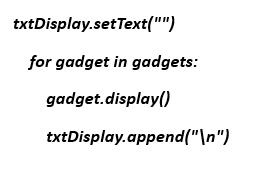 txtDisplay.setText("")
for gadget in gadgets:
gadget.display()
txtDisplay.append("\n")